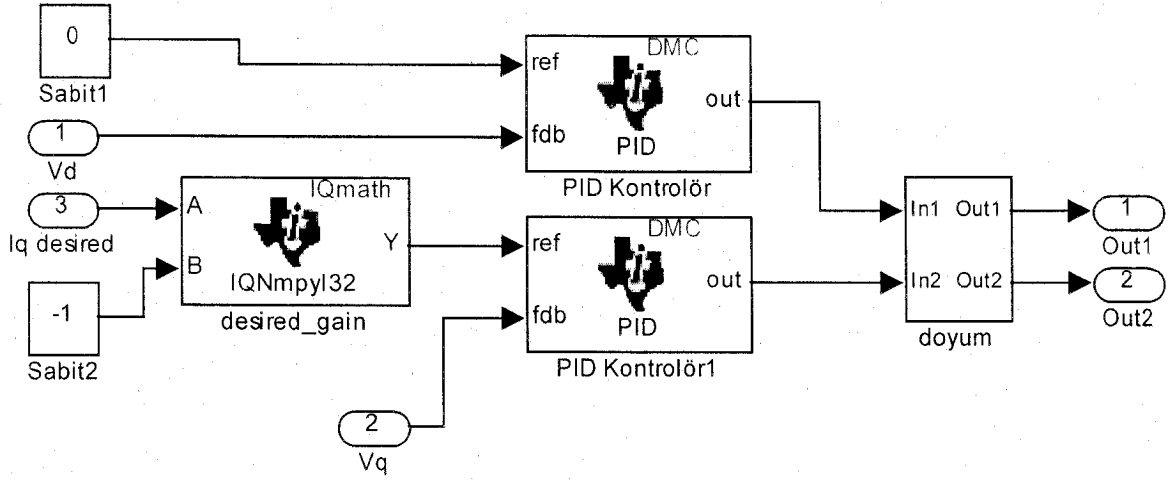 0
Sabit1
1
Vd
3
Iq desired
-1
Sabit2
IQmath
A
B
Y
IQNmpyI32
desired_gain
2
Vq
DMC
ref
fdb
out
PID
PID Kontrolör
DMC
ref
fdb
out
PID
PID Kontrolör1
In1 Out1
In2 Out2
doyum
1
Out1
2
Out2